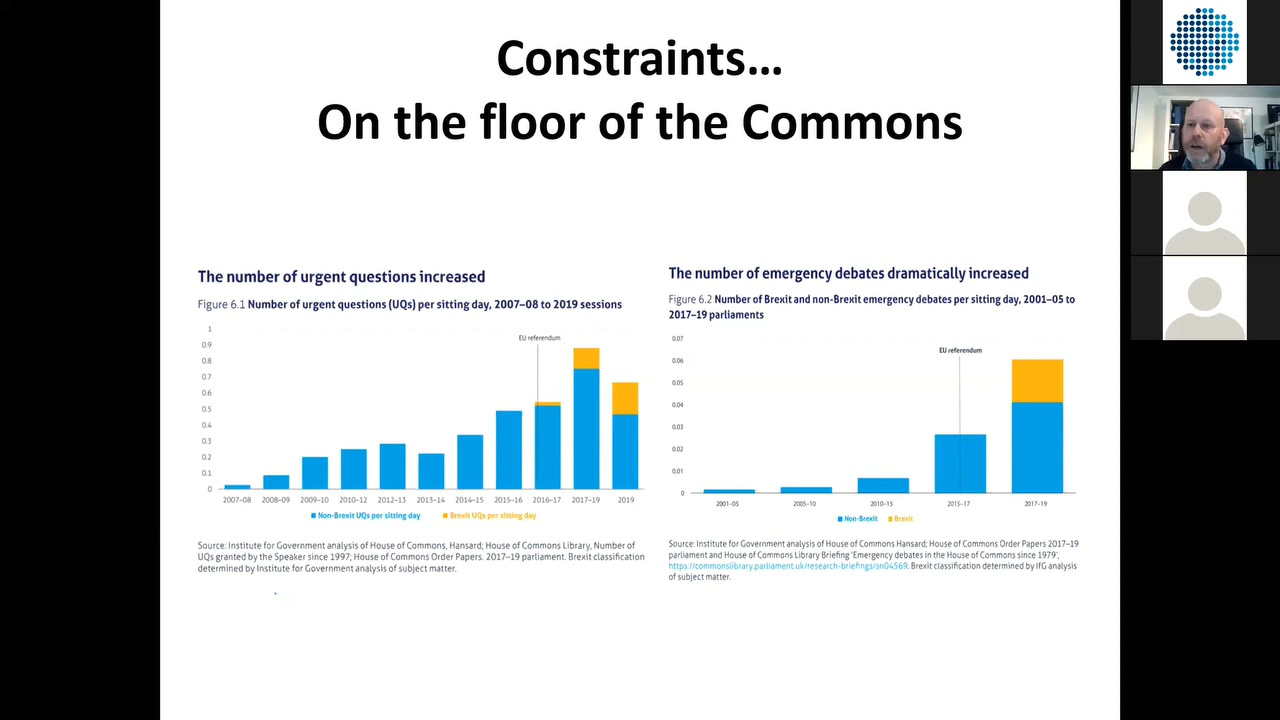 Constraints…
On the floor of the Commons
The number of urgent questions increased
Figure 6.1 Number of urgent questions (UQs) per sitting day, 2007–08 to 2019 sessions
1
0.9
0.8
0.7
0.6
0.5
0.4
0.3
0.2
0.1
0
EU referendum
2007–08 2008–09 2009–10 2010–12 2012–13 2013–14 2014–15 2015–16 2016–17 2017–19 2019
Non-Brexit UQs per sitting day Brexit UQs per sitting day
Source: Institute for Government analysis of House of Commons, Hansard; House of Commons Library, Number of
UQs granted by the Speaker since 1997; House of Commons Order Papers. 2017–19 parliament. Brexit classification
determined by Institute for Government analysis of subject matter.
The number of emergency debates dramatically increased
Figure 6.2 Number of Brexit and non-Brexit emergency debates per sitting day, 2001–05 to
2017–19 parliaments
0.07
0.06
0.05
0.04
0.03
0.02
0.01
0
EU referendum
2001–05 2005–10 2010–15 2015–17 2017–19
Non-Brexit Brexit
Source: Institute for Government analysis of House of Commons Hansard; House of Commons Order Papers 2017–19
parliament and House of Commons Library Briefing 'Emergency debates in the House of Commons since 1979',
https://commonslibrary.parliament.uk/research-briefings/sn04569. Brexit classification determined by IfG analysis
of subject matter.